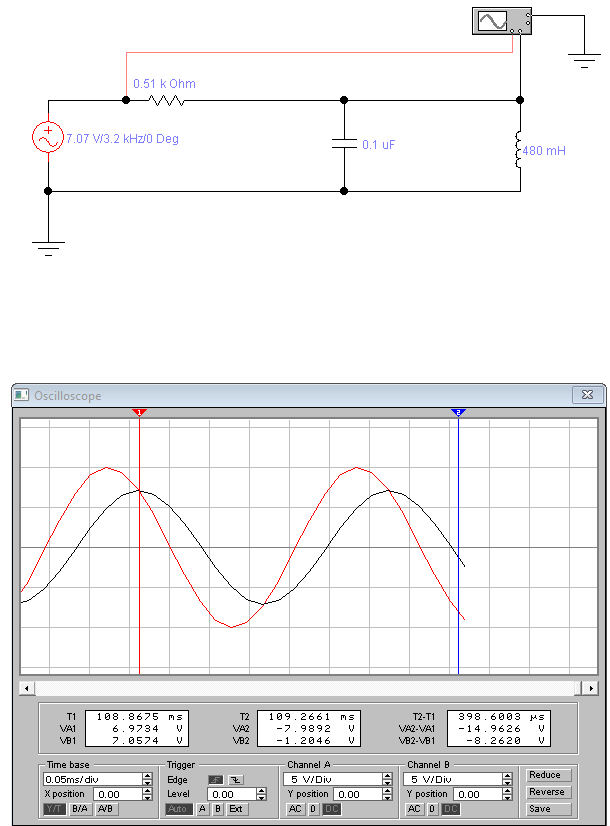 0.51 k Ohm
7.07 V/3.2 kHz/0 Deg
0.1 uF
480 mH
Oscilloscope
1 2
T1 108.8675 ms T2 109.2661 ms T2-T1 398.6003 µs
VA1 6.9734 V VA2 -7.9892 V VA2-VA1 -14.9626 V
VB1 7.0574 V VB2 -1.2046 V VB2-VB1 -8.2620 V
Time base Trigger Channel A Channel B Reduce
0.05ms/div Edge 5 V/Div 5 V/Div
X position 0.00 Level 0.00 Y position 0.00 Y position 0.00 Reverse
Y/T B/A A/B Auto A B Ext AC 0 DC AC 0 DC Save